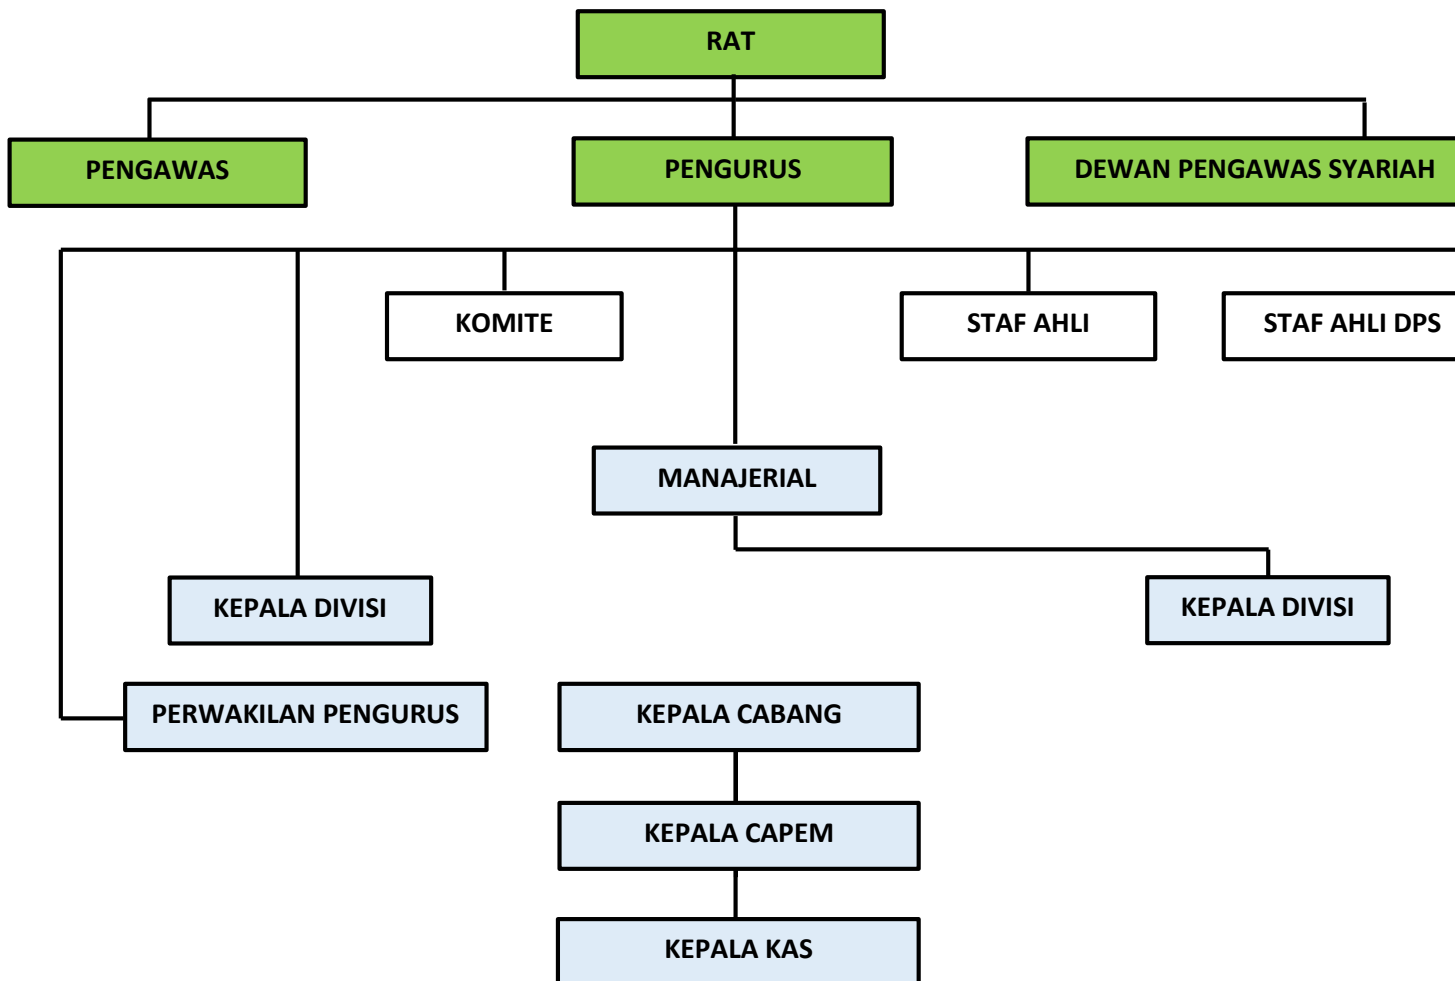 RAT
PENGAWAS
PENGURUS
DEWAN PENGAWAS SYARIAH
KOMITE
STAF AHLI
STAF AHLI DPS
MANAJERIAL
KEPALA DIVISI
KEPALA DIVISI
PERWAKILAN PENGURUS
KEPALA CABANG
KEPALA CAPEM
KEPALA KAS